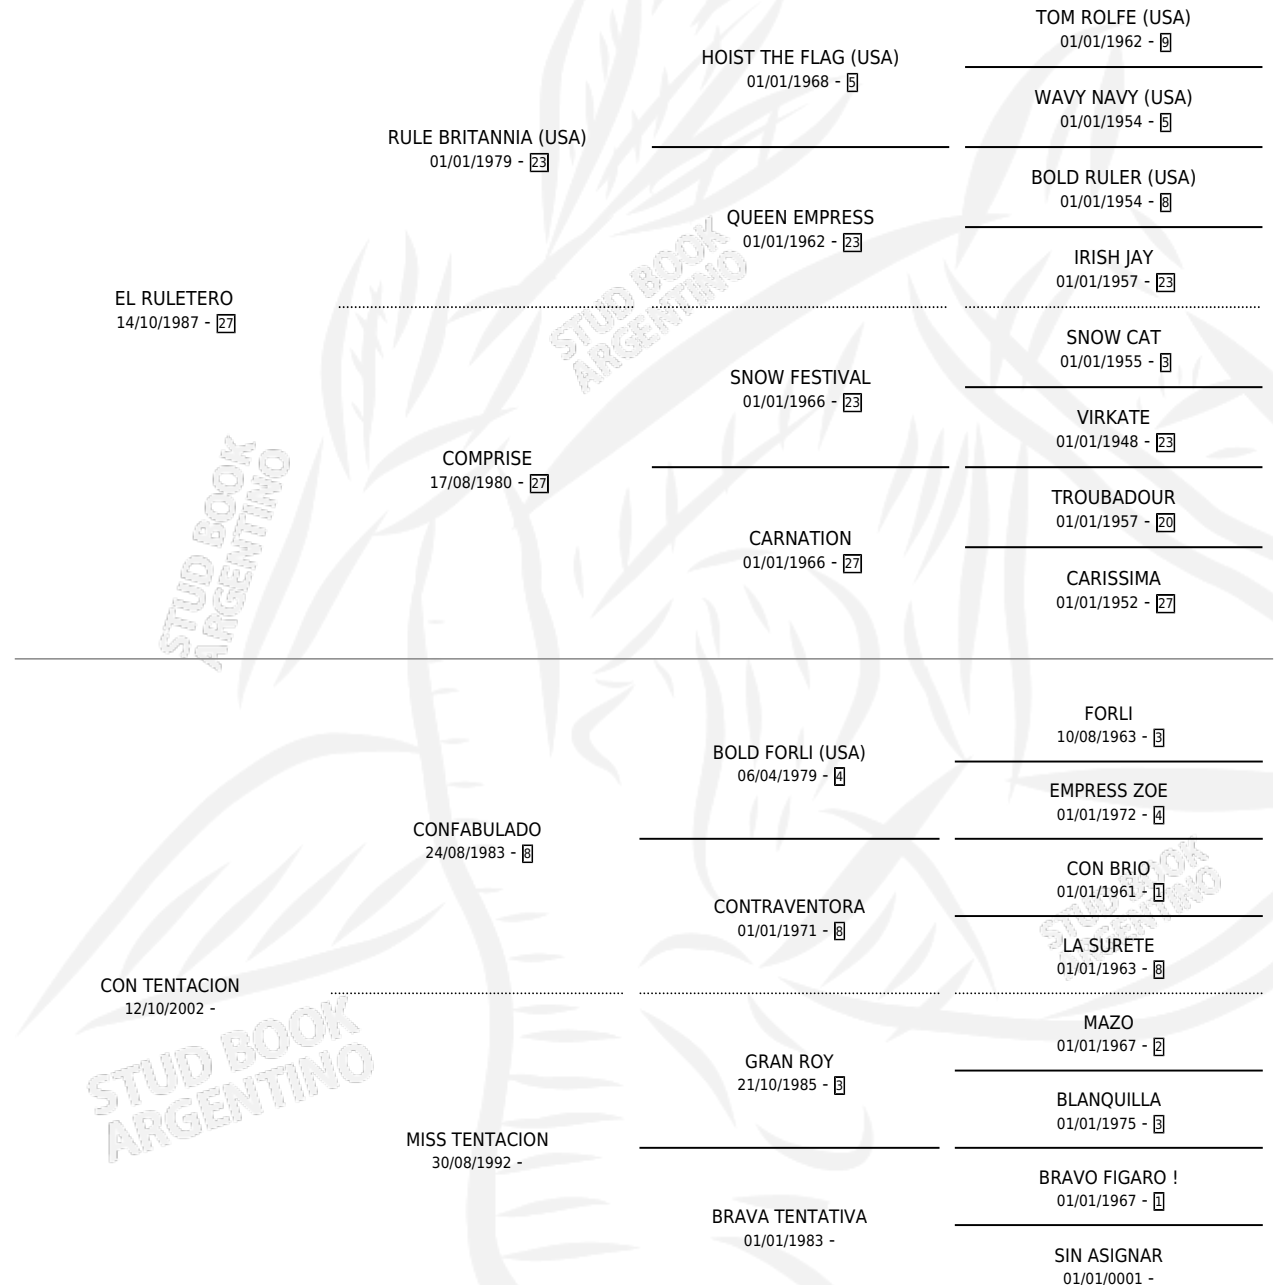 TOM ROLFE (USA)
01/01/1962 - 9
HOIST THE FLAG (USA)
01/01/1968 - 5
WAVY NAVY (USA)
01/01/1954 - 5
RULE BRITANNIA (USA)
01/01/1979 - 23
BOLD RULER (USA)
01/01/1954 - 8
QUEEN EMPRESS
01/01/1962 - 23
IRISH JAY
01/01/1957 - 23
EL RULETERO
14/10/1987 - 27
SNOW CAT
01/01/1955 - 3
SNOW FESTIVAL
01/01/1966 - 23
VIRKATE
01/01/1948 - 23
COMPRISE
17/08/1980 - 27
TROUBADOUR
01/01/1957 - 20
CARNATION
01/01/1966 - 27
CARISSIMA
01/01/1952 - 27
FORLI
10/08/1963 - 3
BOLD FORLI (USA)
06/04/1979 - 4
EMPRESS ZOE
01/01/1972 - 4
CONFABULADO
24/08/1983 - 8
CON BRIO
01/01/1961 - 1
CONTRAVENTORA
01/01/1971 - 8
LA SURETE
01/01/1963 - 8
CON TENTACION
12/10/2002 -
MAZO
01/01/1967 - 2
GRAN ROY
21/10/1985 - 3
BLANQUILLA
01/01/1975 - 3
MISS TENTACION
30/08/1992 -
BRAVO FIGARO !
01/01/1967 - 1
BRAVA TENTATIVA
01/01/1983 -
SIN ASIGNAR
01/01/0001 -
STUD BOOK
ARGENTINO
STUD BOOK
ARGENTINO
STUD BOOK
ARGENTINO
STUD BOOK
ARGENTINO